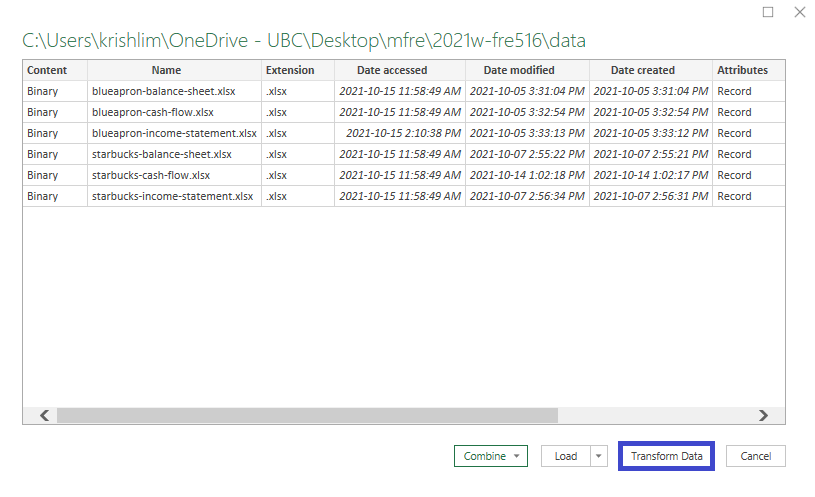 C:\Users\krishlim\OneDrive - UBC\Desktop\mfre\2021w-fre516\data
Content Name Extension Date accessed Date modified Date created Attributes
Binary blueapron-balance-sheet.xlsx .xlsx 2021-10-15 11:58:49 AM 2021-10-05 3:31:04 PM 2021-10-05 3:31:04 PM Record
Binary blueapron-cash-flow.xlsx .xlsx 2021-10-15 11:58:49 AM 2021-10-05 3:32:54 PM 2021-10-05 3:32:54 PM Record
Binary blueapron-income-statement.xlsx .xlsx 2021-10-15 2:10:38 PM 2021-10-05 3:33:13 PM 2021-10-05 3:33:12 PM Record
Binary starbucks-balance-sheet.xlsx .xlsx 2021-10-15 11:58:49 AM 2021-10-07 2:55:22 PM 2021-10-07 2:55:21 PM Record
Binary starbucks-cash-flow.xlsx .xlsx 2021-10-15 11:58:49 AM 2021-10-14 1:02:18 PM 2021-10-14 1:02:17 PM Record
Binary starbucks-income-statement.xlsx .xlsx 2021-10-15 11:58:49 AM 2021-10-07 2:56:34 PM 2021-10-07 2:56:31 PM Record
Combine Load Transform Data Cancel